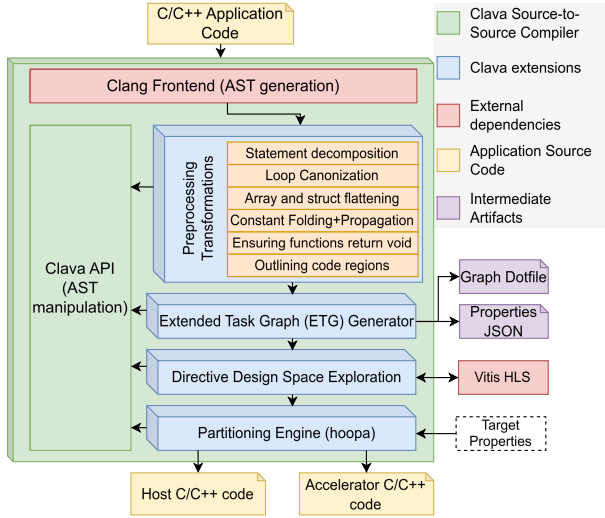 C/C++ Application
Code
Clang Frontend (AST generation)
Preprocessing
Transformations
Statement decomposition
Loop Canonization
Array and struct flattening
Constant Folding+Propagation
Ensuring functions return void
Outlining code regions
Clava API
(AST
manipulation)
Extended Task Graph (ETG) Generator
Directive Design Space Exploration
Partitioning Engine (hoopa)
Host C/C++ code
Accelerator C/C++
code
Clava Source-to-
Source Compiler
Clava extensions
External
dependencies
Application Source
Code
Intermediate
Artifacts
Graph Dotfile
Properties
JSON
Vitis HLS
Target
Properties